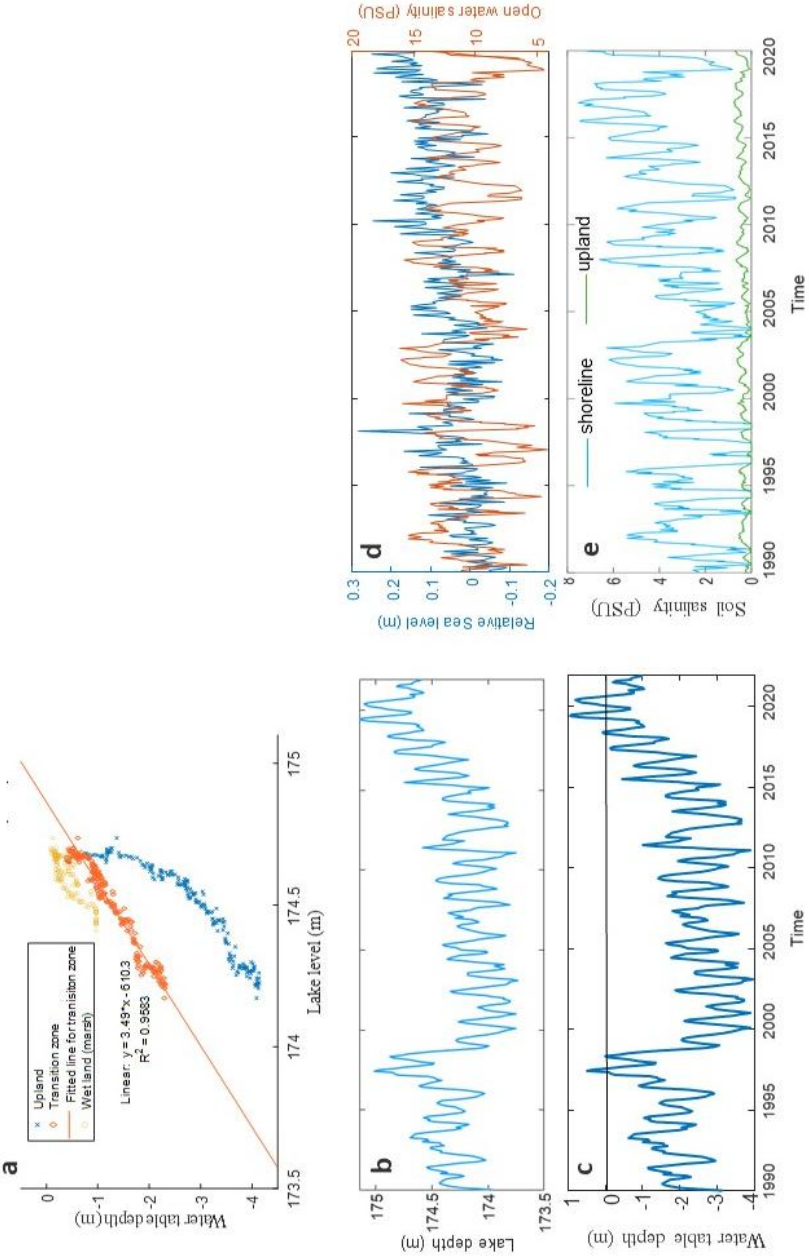 a
Water table depth (m)
0
-1
-2
-3
-4
Upland
Transition zone
Fitted line for transiton zone
Wet land (marsh)
Linear: y = 3.49*x - 610.3
R² = 0.9583
173.5
174
174.5
175
Lake level (m)
b
Lake depth (m)
175
174.5
174
173.5
c
Water table depth (m)
1
0
-1
-2
-3
-4
1990
1995
2000
2005
2010
2015
2020
Time
d
Relative Sea level (m)
0.3
0.2
0.1
0
-0.1
-0.2
Open water salinity (PSU)
20
15
10
5
e
Soil salinity (PSU)
8
6
4
2
0
shoreline
upland
1990
1995
2000
2005
2010
2015
2020
Time